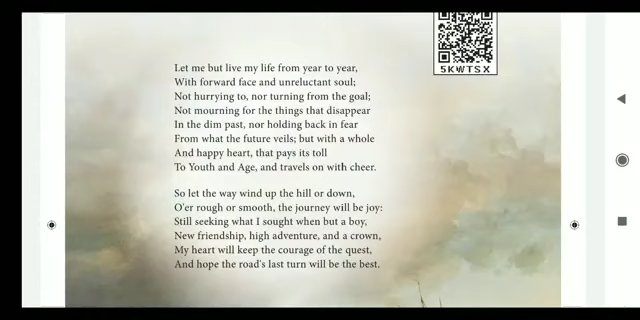 5KWTSX
Let me but live my life from year to year,
With forward face and unreluctant soul;
Not hurrying to, nor turning from the goal;
Not mourning for the things that disappear
In the dim past, nor holding back in fear
From what the future veils; but with a whole
And happy heart, that pays its toll
To Youth and Age, and travels on with cheer.
So let the way wind up the hill or down,
O'er rough or smooth, the journey will be joy:
Still seeking what I sought when but a boy,
New friendship, high adventure, and a crown,
My heart will keep the courage of the quest,
And hope the road's last turn will be the best.